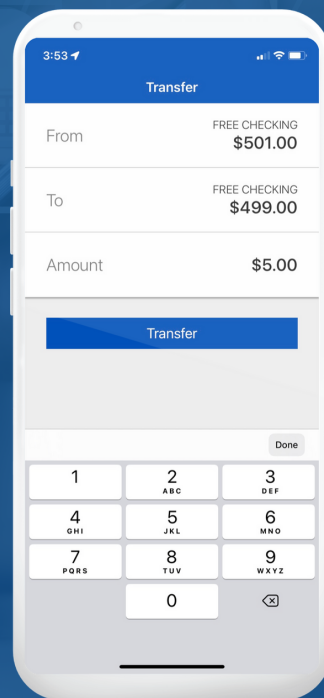 3:53
Transfer
From
FREE CHECKING
$501.00
To
FREE CHECKING
$499.00
Amount
$5.00
Transfer
Done
1
2
ABC
3
DEF
4
GHI
5
JKL
6
MNO
7
PQRS
8
TUV
9
WXYZ
0